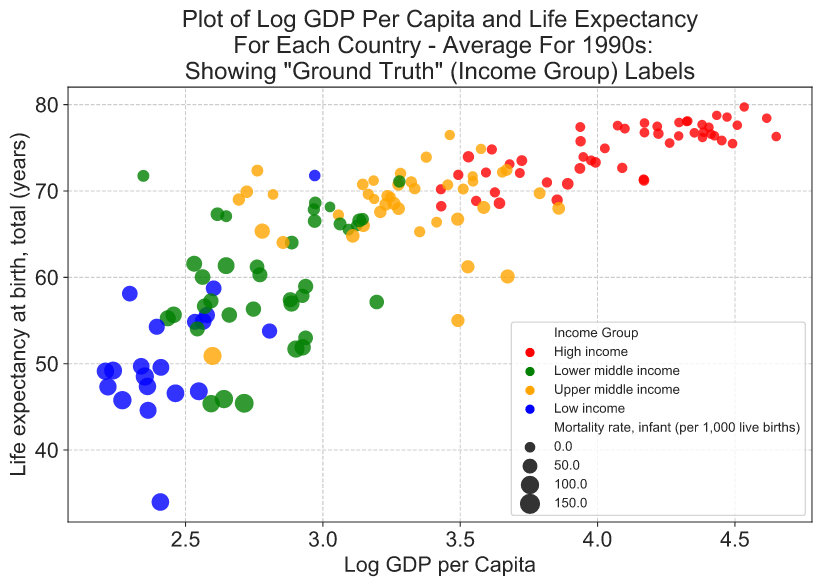 Plot of Log GDP Per Capita and Life Expectancy
For Each Country - Average For 1990s:
Showing "Ground Truth" (Income Group) Labels
Life expectancy at birth, total (years)
80
70
60
50
40
2.5 3.0 3.5 4.0 4.5
Log GDP per Capita
Income Group
High income
Lower middle income
Upper middle income
Low income
Mortality rate, infant (per 1,000 live births)
0.0
50.0
100.0
150.0